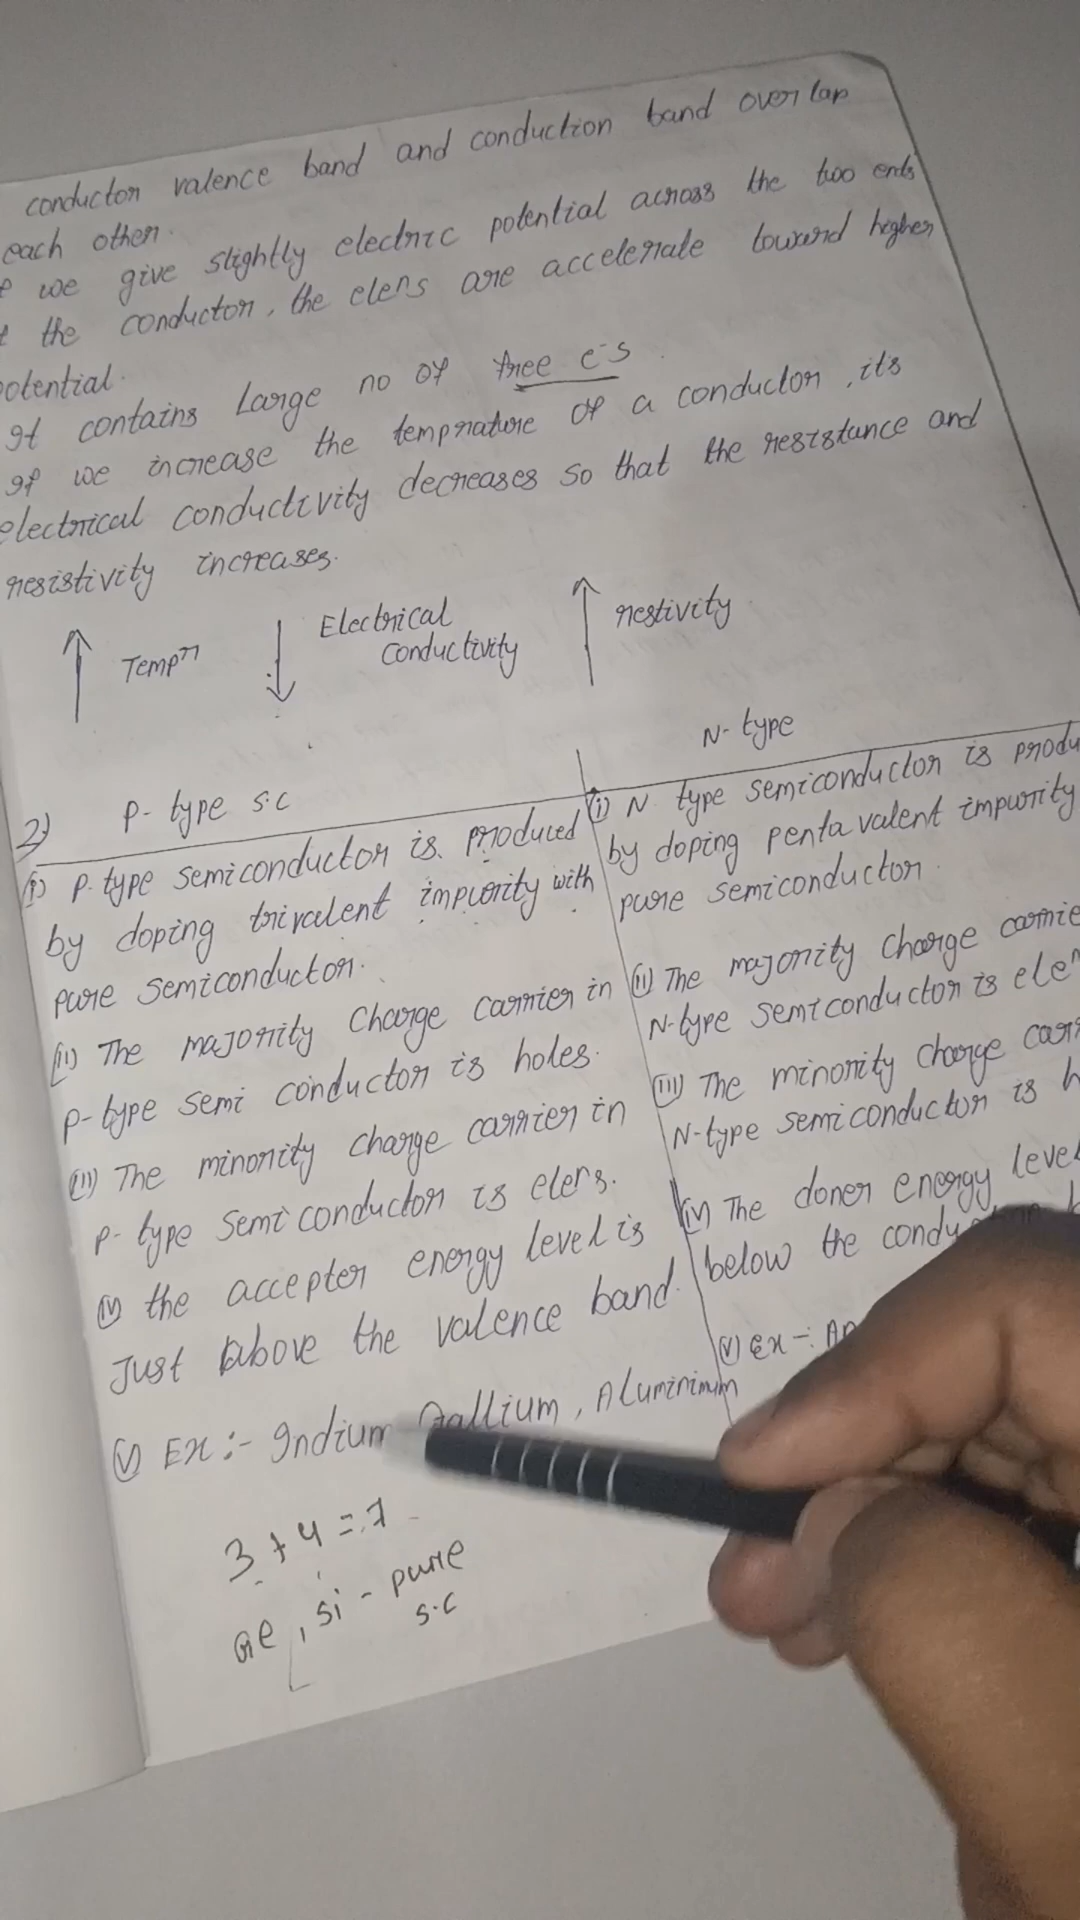 conductor valence band and conduction band overlap
each other.
we give slightly electric potential across the two ends
the conductor, the elens are accelerate toward higher
potential.
It contains large no of free e⁻s.
If we increase the temprature of a conductor, its
electrical conductivity decreases so that the resistance and
resistivity increases.
↑ Tempⁿ ↓ Electrical conductivity ↑ restivity
2) P-type s.c
(i) P-type semiconductor is produced
by doping trivalent impurity with
pure semiconductor.
(ii) The majority charge carrier in
P-type semi conductor is holes.
(iii) The minority charge carrier in
P-type semi conductor is elers.
(iv) the accepter energy level is
Just above the valence band.
(v) Ex:- Indium Gallium, Aluminimum
3+4=7
Ge, si - pure
s.c
N-type
(i) N type semiconductor is
by doping penta valent impurity
pure semiconductor.
(ii) The majority charge
N-type semiconductor is
(iii) The minority charge
N-type semiconductor is
(iv) The doner energy
below the
(v) Ex-: